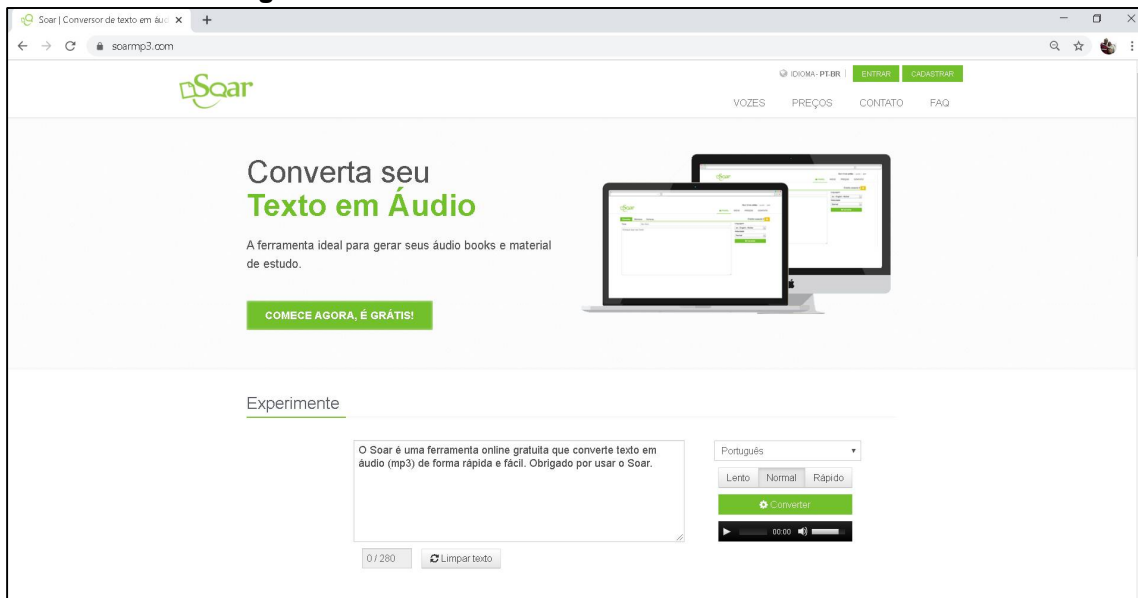 Soar | Conversor de texto em áud
soarmp3.com
Soar
IDIOMA - PT-BR
ENTRAR
CADASTRAR
VOZES PREÇOS CONTATO FAQ
Converta seu
Texto em Áudio
A ferramenta ideal para gerar seus áudio books e material
de estudo.
COMECE AGORA, É GRÁTIS!
Experimente
O Soar é uma ferramenta online gratuita que converte texto em
áudio (mp3) de forma rápida e fácil. Obrigado por usar o Soar.
Português
Lento Normal Rápido
Converter
00:00
0 / 280
Limpar texto